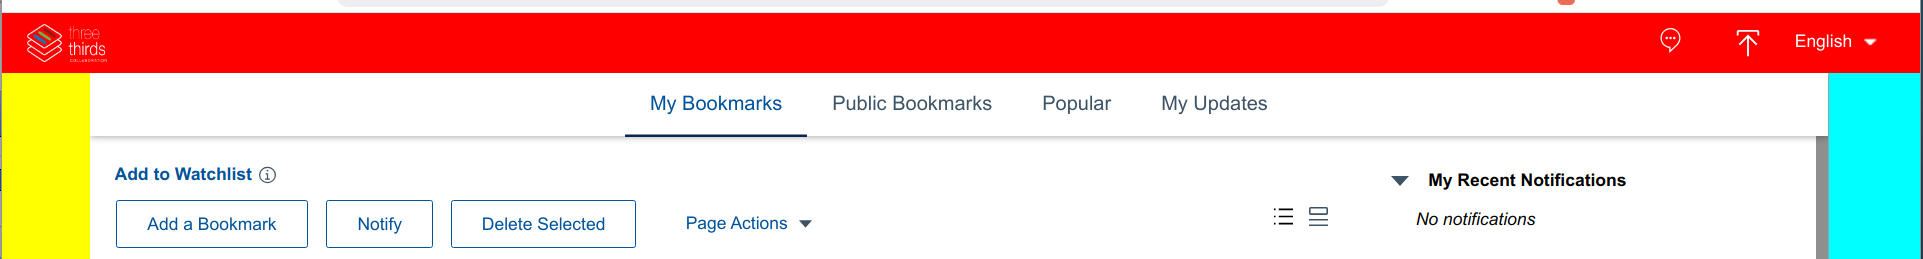 three
thirds
COLLABORATION
English
My Bookmarks
Public Bookmarks
Popular
My Updates
Add to Watchlist
Add a Bookmark
Notify
Delete Selected
Page Actions
My Recent Notifications
No notifications